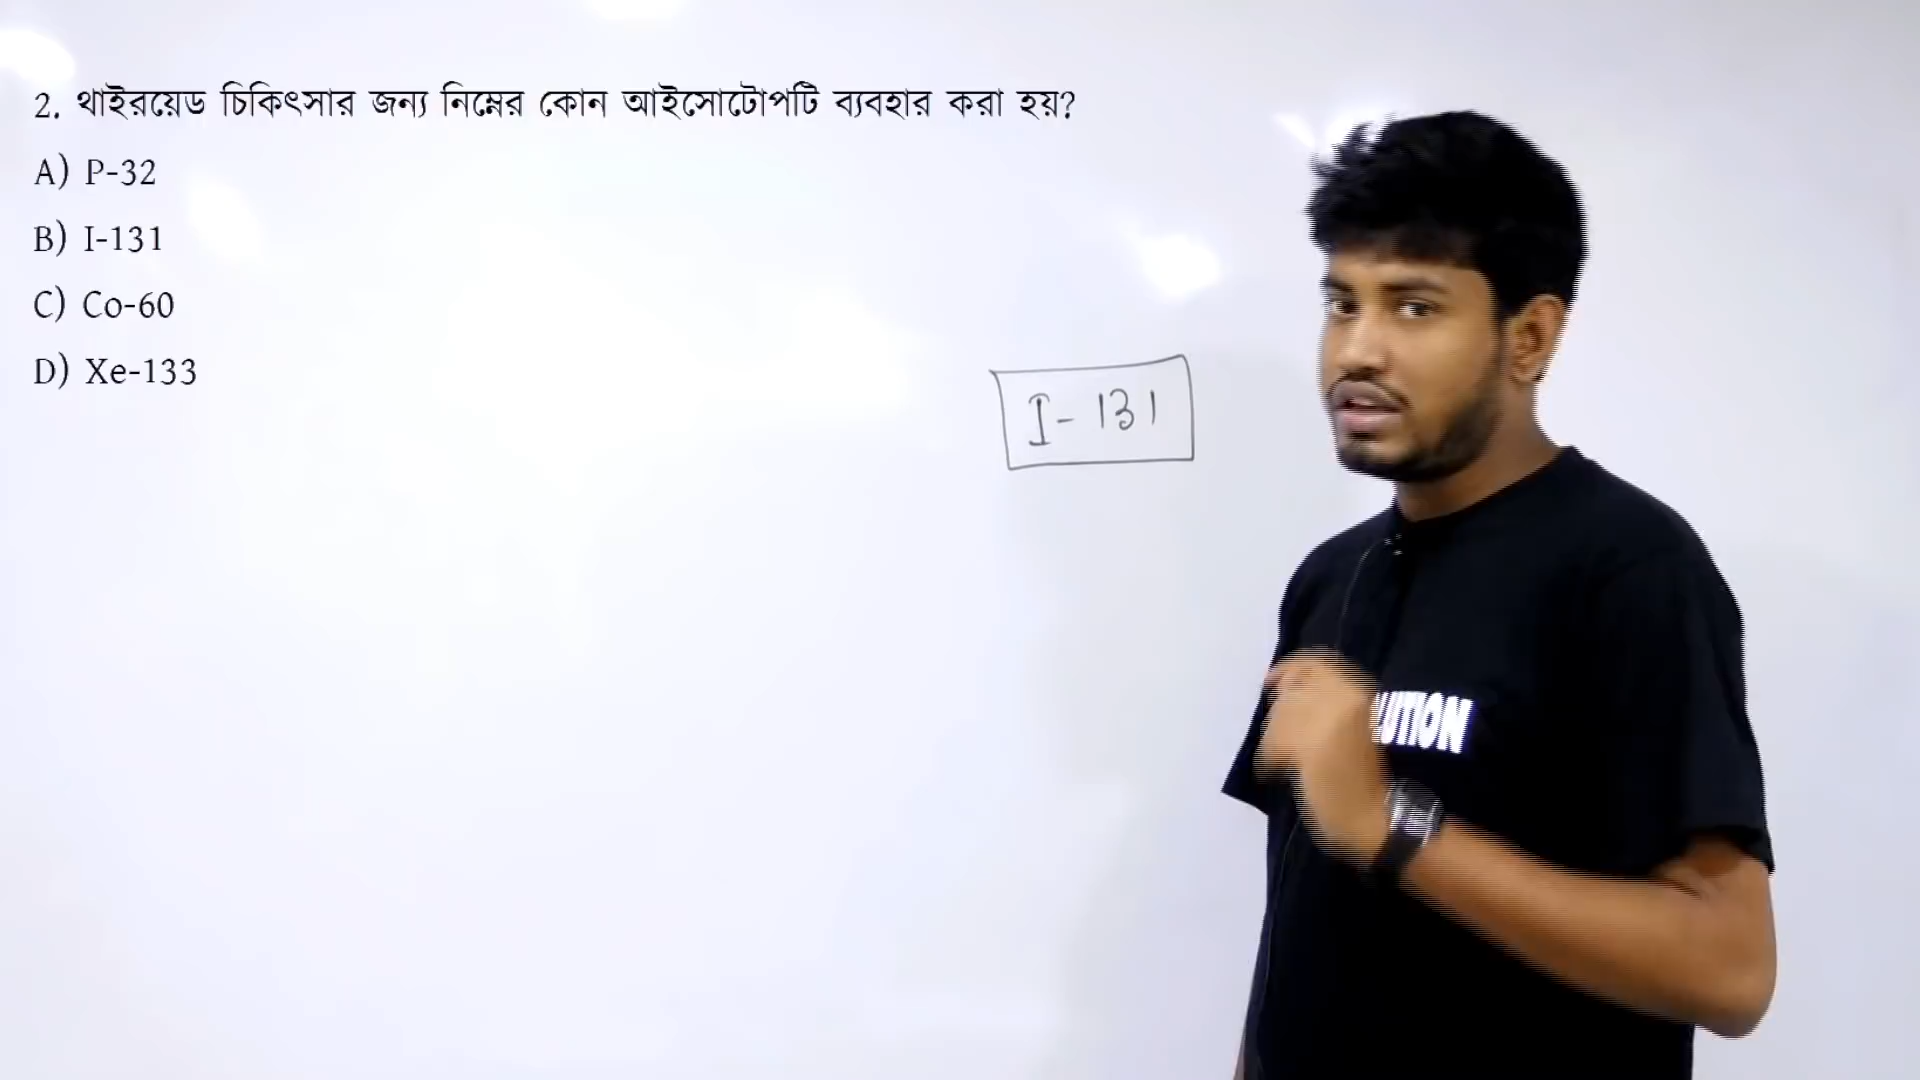 2. থাইরয়েড চিকিৎসার জন্য নিম্নের কোন আইসোটোপটি ব্যবহার করা হয়?
A) P-32
B) I-131
C) Co-60
D) Xe-133
I- 131
UTION